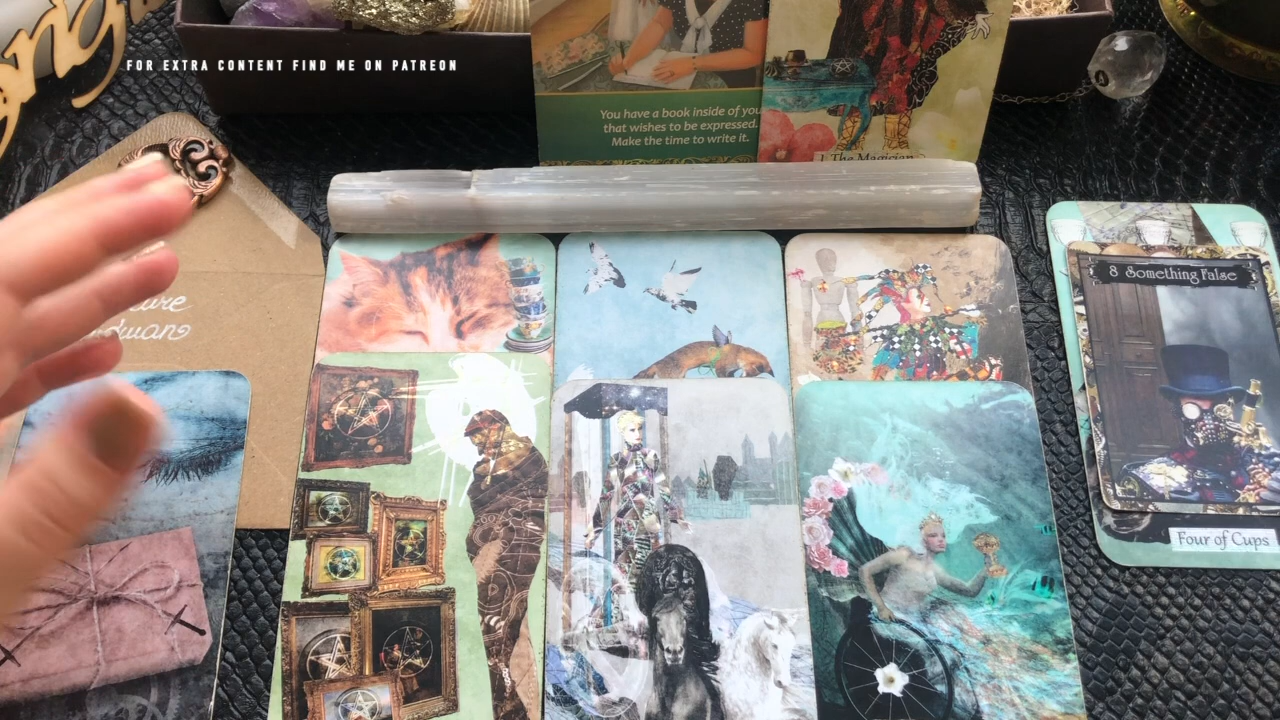 FOR EXTRA CONTENT FIND ME ON PATREON
You have a book inside of you
that wishes to be expressed.
Make the time to write it.
I The Magician
8 Something False
Four of Cups